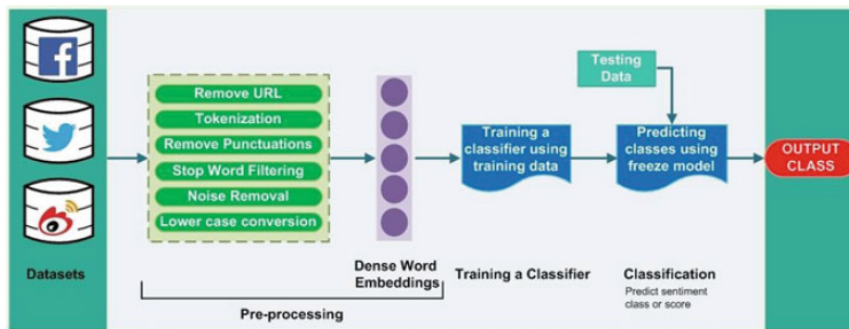 Remove URL
Tokenization
Remove Punctuations
Stop Word Filtering
Noise Removal
Lower case conversion
Training a
classifier using
training data
Testing
Data
Predicting
classes using
freeze model
OUTPUT
CLASS
Datasets
Dense Word
Embeddings
Pre-processing
Training a Classifier
Classification
Predict sentiment
class or score